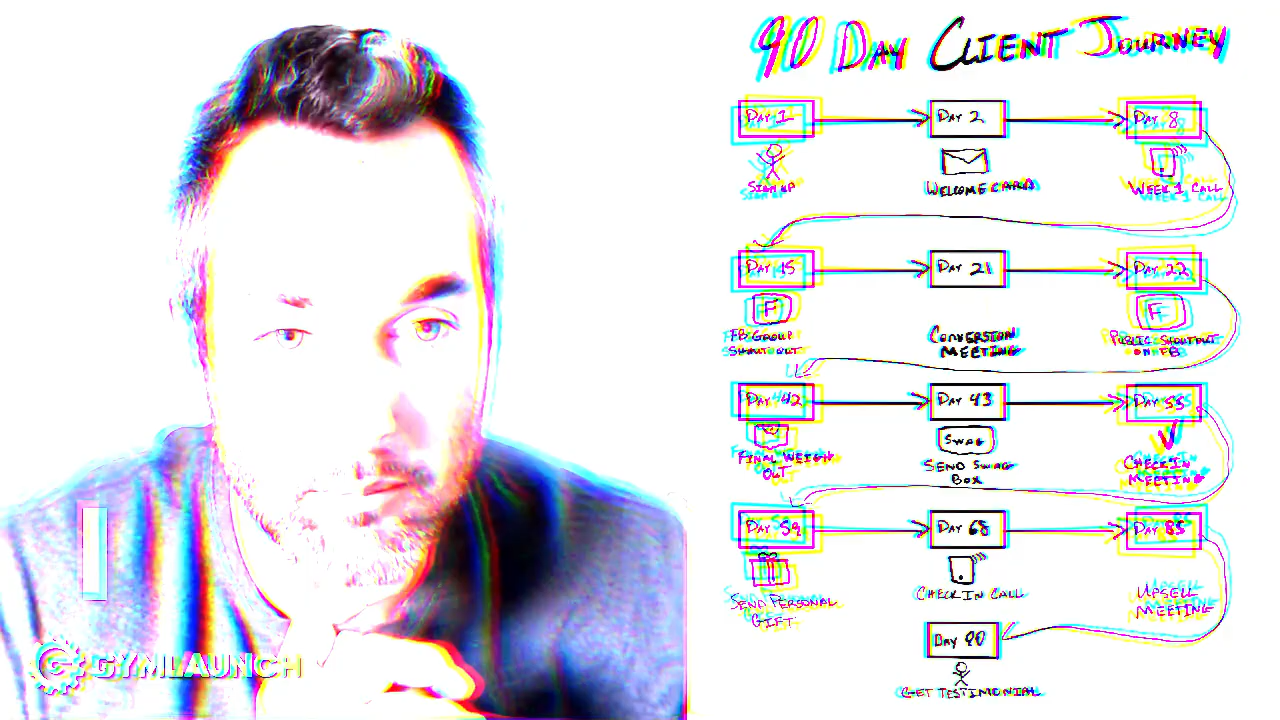 90 DAY CLIENT JOURNEY
DAY 1
DAY 2
DAY 8
SIGN UP
WELCOME CARD
WEEK 1 CALL
DAY 15
DAY 21
DAY 22
FB GROUP
SHOUTOUT
CONVERSION
MEETING
PUBLIC SHOUTOUT
ON FB
DAY 42
DAY 43
DAY 55
FINAL WEIGH
OUT
SWAG
SEND SWAG
BOX
CHECK IN
MEETING
DAY 59
DAY 68
DAY 85
SEND PERSONAL
GIFT
CHECK IN CALL
UPSELL
MEETING
DAY 90
GET TESTIMONIAL
GYMLAUNCH